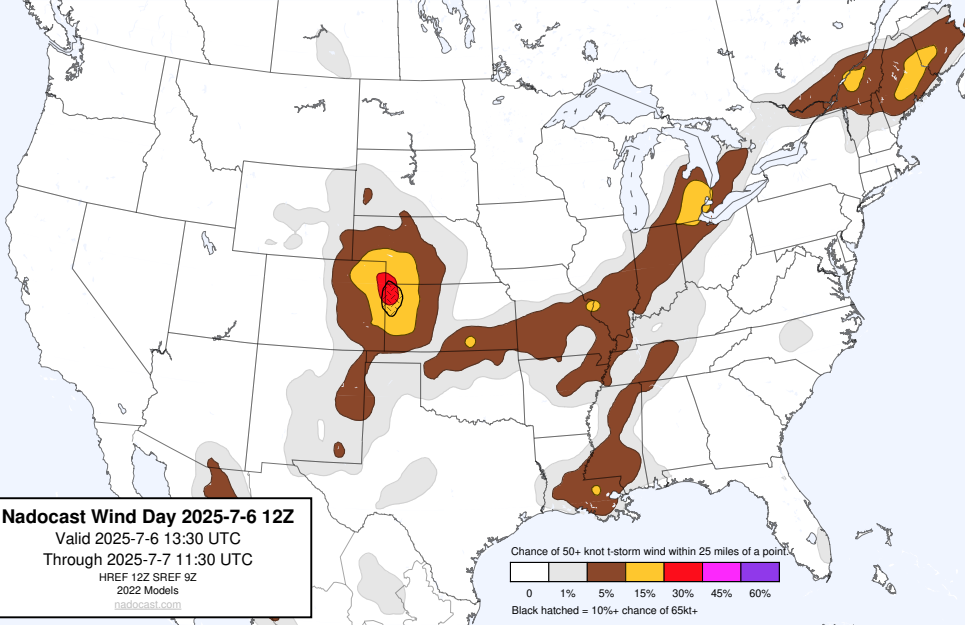 Nadocast Wind Day 2025-7-6 12Z
Valid 2025-7-6 13:30 UTC
Through 2025-7-7 11:30 UTC
HREF 12Z SREF 9Z
2022 Models
nadocast.com
Chance of 50+ knot t-storm wind within 25 miles of a point.
0 1% 5% 15% 30% 45% 60%
Black hatched = 10%+ chance of 65kt+